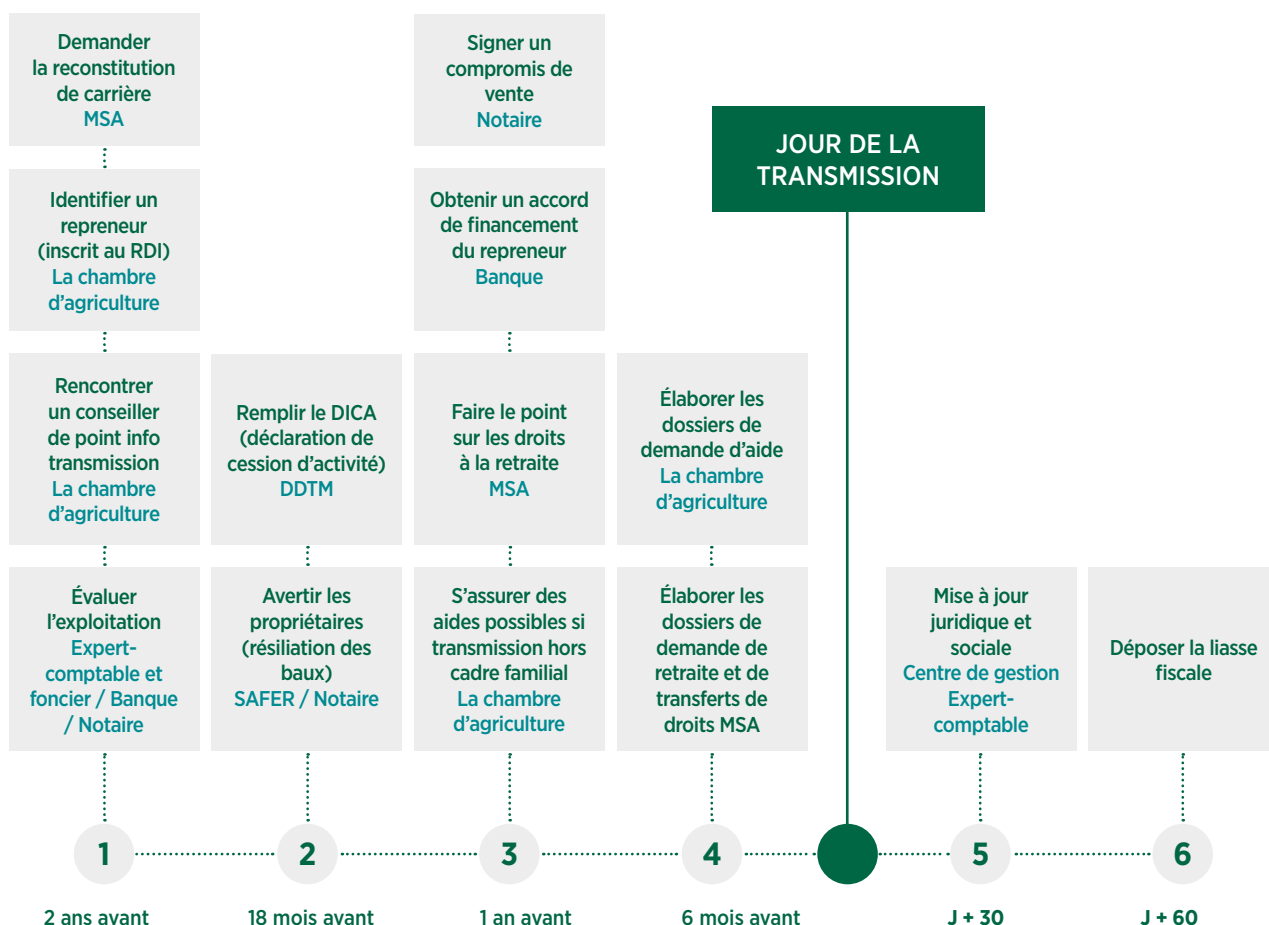 Demander
la reconstitution
de carrière
MSA
Identifier un
repreneur
(inscrit au RDI)
La chambre
d'agriculture
Rencontrer
un conseiller
de point info
transmission
La chambre
d'agriculture
Évaluer
l'exploitation
Expert-
comptable et
foncier / Banque
/ Notaire
Remplir le DICA
(déclaration de
cession d'activité)
DDTM
Avertir les
propriétaires
(résiliation des
baux)
SAFER / Notaire
Signer un
compromis de
vente
Notaire
Obtenir un accord
de financement
du repreneur
Banque
Faire le point
sur les droits
à la retraite
MSA
S'assurer des
aides possibles si
transmission hors
cadre familial
La chambre
d'agriculture
Élaborer les
dossiers de
demande d'aide
La chambre
d'agriculture
Élaborer les
dossiers de
demande de
retraite et de
transferts de
droits MSA
JOUR DE LA
TRANSMISSION
Mise à jour
juridique et
sociale
Centre de gestion
Expert-
comptable
Déposer la liasse
fiscale
1
2
3
4
5
6
2 ans avant
18 mois avant
1 an avant
6 mois avant
J + 30
J + 60